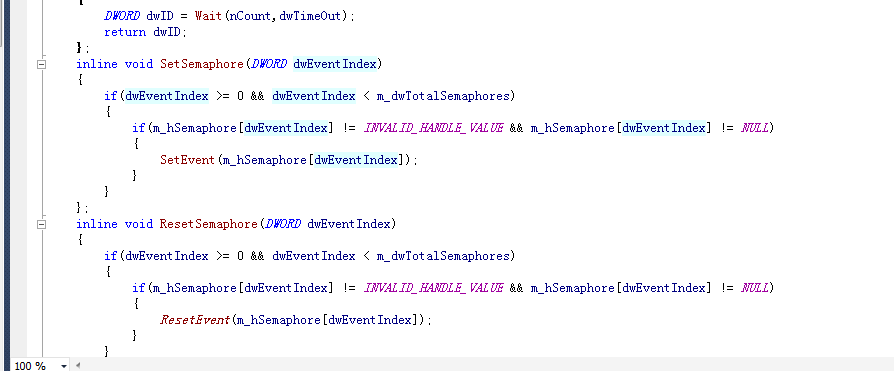 {
DWORD dwID = Wait(nCount,dwTimeOut);
return dwID;
};
inline void SetSemaphore(DWORD dwEventIndex)
{
if(dwEventIndex >= 0 && dwEventIndex < m_dwTotalSemaphores)
{
if(m_hSemaphore[dwEventIndex] != INVALID_HANDLE_VALUE && m_hSemaphore[dwEventIndex] != NULL)
{
SetEvent(m_hSemaphore[dwEventIndex]);
}
}
};
inline void ResetSemaphore(DWORD dwEventIndex)
{
if(dwEventIndex >= 0 && dwEventIndex < m_dwTotalSemaphores)
{
if(m_hSemaphore[dwEventIndex] != INVALID_HANDLE_VALUE && m_hSemaphore[dwEventIndex] != NULL)
{
ResetEvent(m_hSemaphore[dwEventIndex]);
}
}
100 %